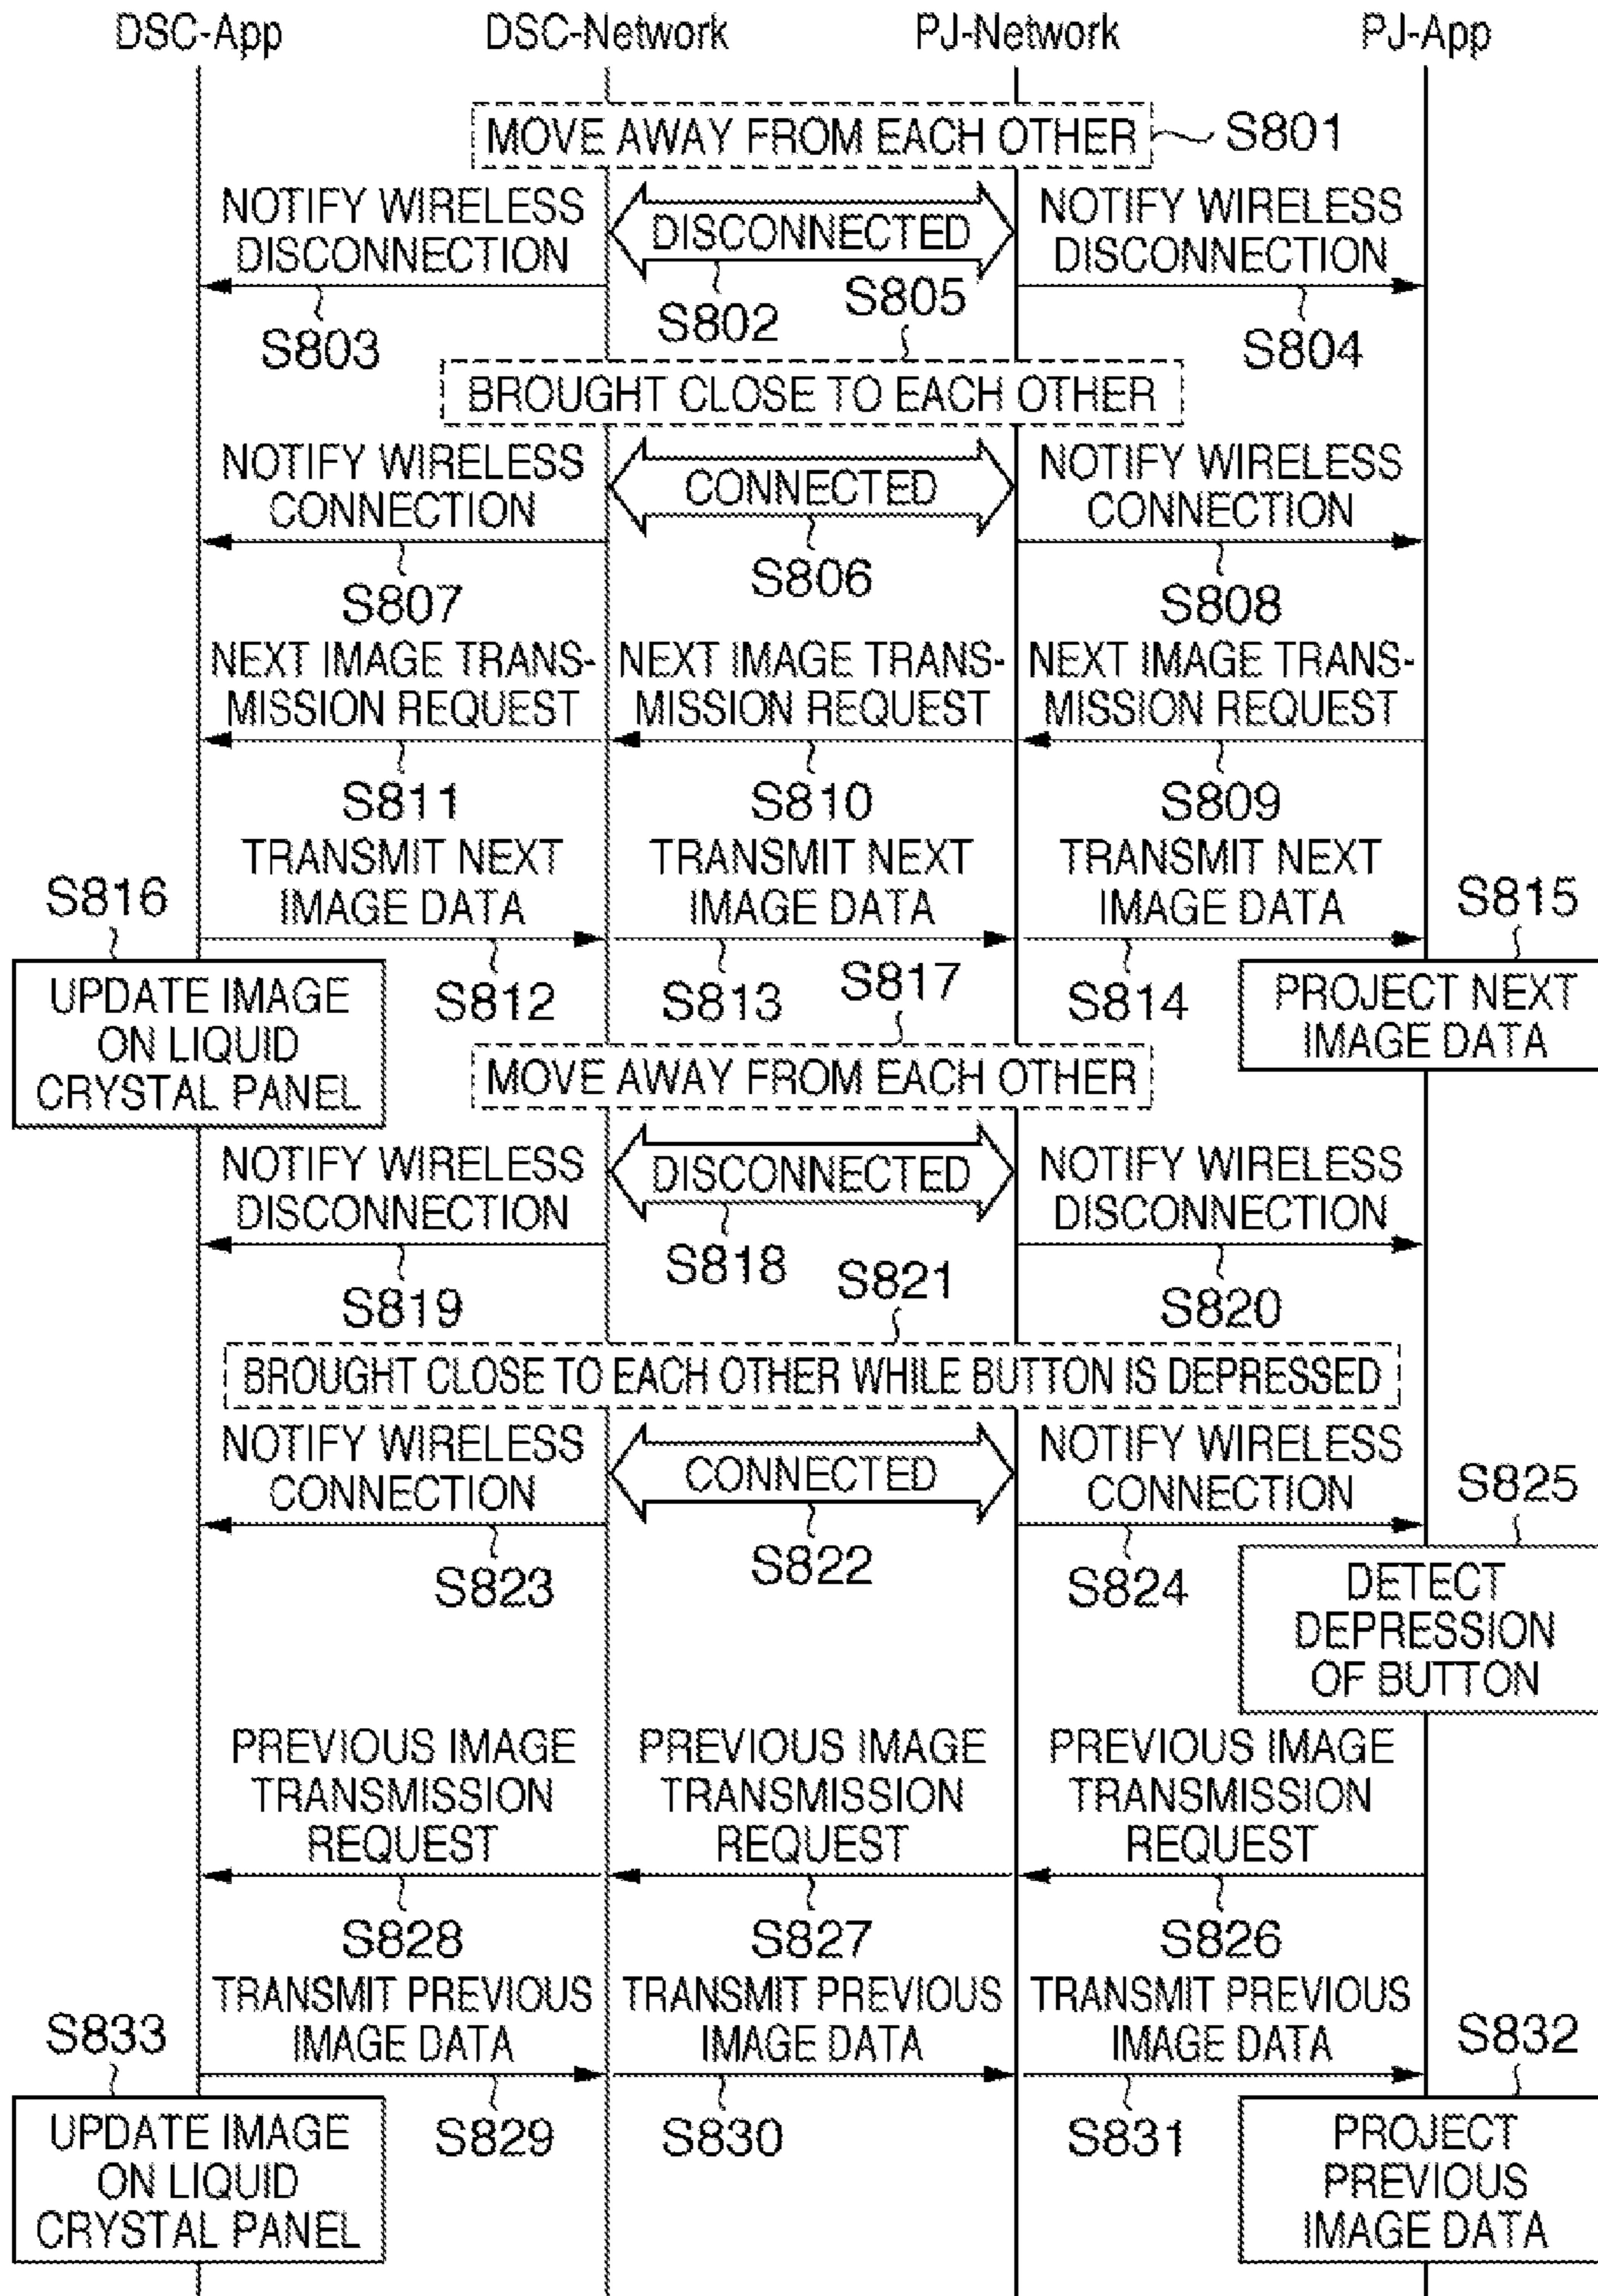 DSC-App DSC-Network PJ-Network PJ-App
MOVE AWAY FROM EACH OTHER S801
NOTIFY WIRELESS
DISCONNECTION
DISCONNECTED
NOTIFY WIRELESS
DISCONNECTION
S803
S802
S805
S804
BROUGHT CLOSE TO EACH OTHER
NOTIFY WIRELESS
CONNECTION
CONNECTED
NOTIFY WIRELESS
CONNECTION
S807
S806
S808
NEXT IMAGE TRANS-
MISSION REQUEST
NEXT IMAGE TRANS-
MISSION REQUEST
NEXT IMAGE TRANS-
MISSION REQUEST
S811
S810
S809
TRANSMIT NEXT
IMAGE DATA
TRANSMIT NEXT
IMAGE DATA
TRANSMIT NEXT
IMAGE DATA
S816
S815
S812
S813
S817
S814
UPDATE IMAGE
ON LIQUID
CRYSTAL PANEL
PROJECT NEXT
IMAGE DATA
MOVE AWAY FROM EACH OTHER
NOTIFY WIRELESS
DISCONNECTION
DISCONNECTED
NOTIFY WIRELESS
DISCONNECTION
S819
S818
S821
S820
BROUGHT CLOSE TO EACH OTHER WHILE BUTTON IS DEPRESSED
NOTIFY WIRELESS
CONNECTION
CONNECTED
NOTIFY WIRELESS
CONNECTION
S825
S823
S822
S824
DETECT
DEPRESSION
OF BUTTON
PREVIOUS IMAGE
TRANSMISSION
REQUEST
PREVIOUS IMAGE
TRANSMISSION
REQUEST
PREVIOUS IMAGE
TRANSMISSION
REQUEST
S828
S827
S826
TRANSMIT PREVIOUS
IMAGE DATA
TRANSMIT PREVIOUS
IMAGE DATA
TRANSMIT PREVIOUS
IMAGE DATA
S833
S832
S829
S830
S831
UPDATE IMAGE
ON LIQUID
CRYSTAL PANEL
PROJECT
PREVIOUS
IMAGE DATA